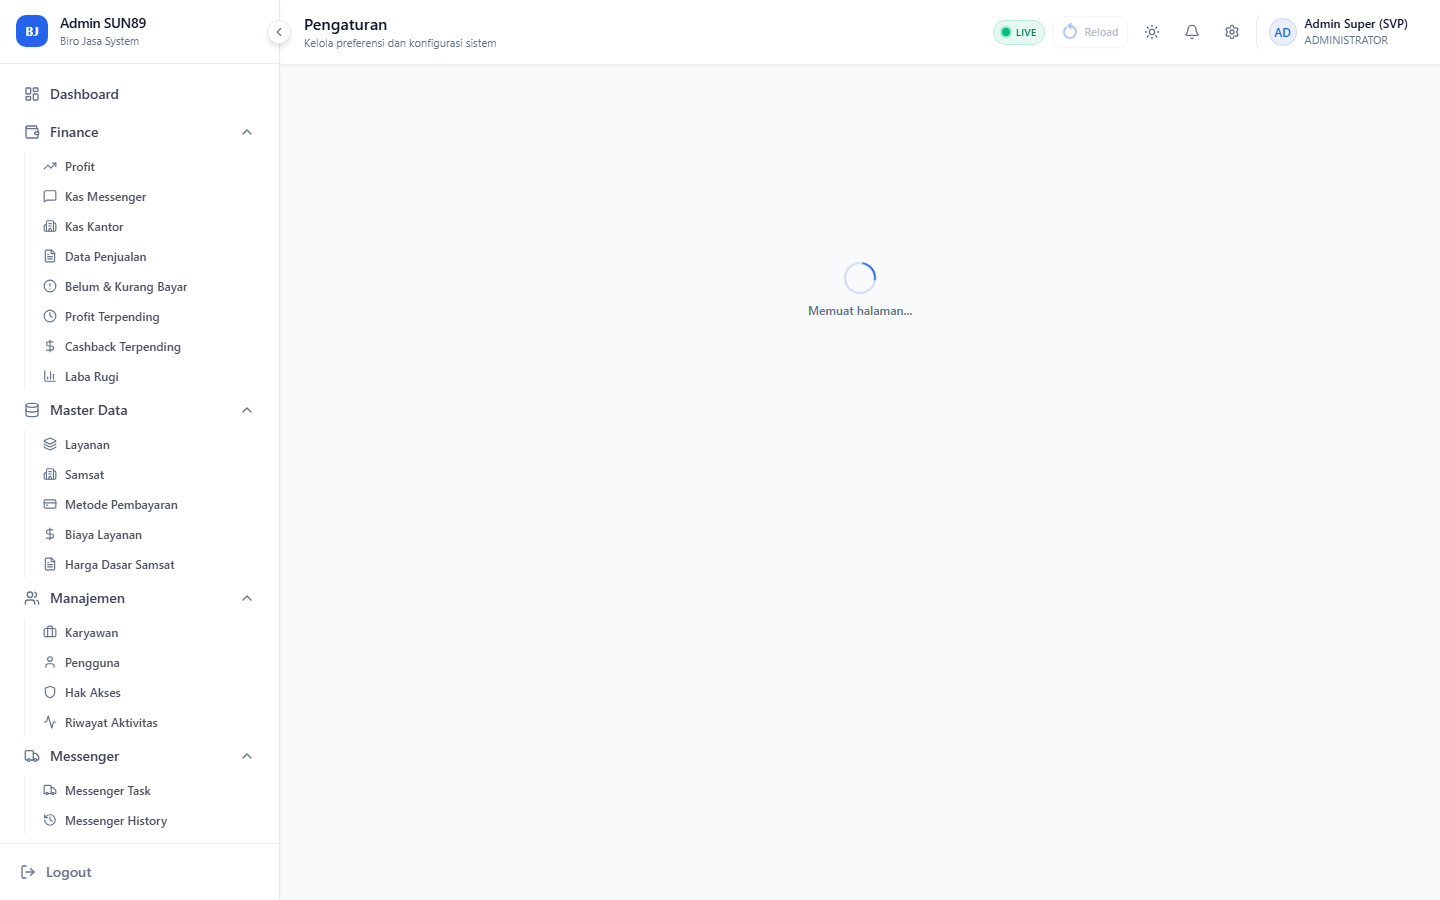 BJ
Admin SUN89
Biro Jasa System
Dashboard
Finance
Profit
Kas Messenger
Kas Kantor
Data Penjualan
Belum & Kurang Bayar
Profit Terpending
Cashback Terpending
Laba Rugi
Master Data
Layanan
Samsat
Metode Pembayaran
Biaya Layanan
Harga Dasar Samsat
Manajemen
Karyawan
Pengguna
Hak Akses
Riwayat Aktivitas
Messenger
Messenger Task
Messenger History
Logout
Pengaturan
Kelola preferensi dan konfigurasi sistem
LIVE
Reload
AD
Admin Super (SVP)
ADMINISTRATOR
Memuat halaman...